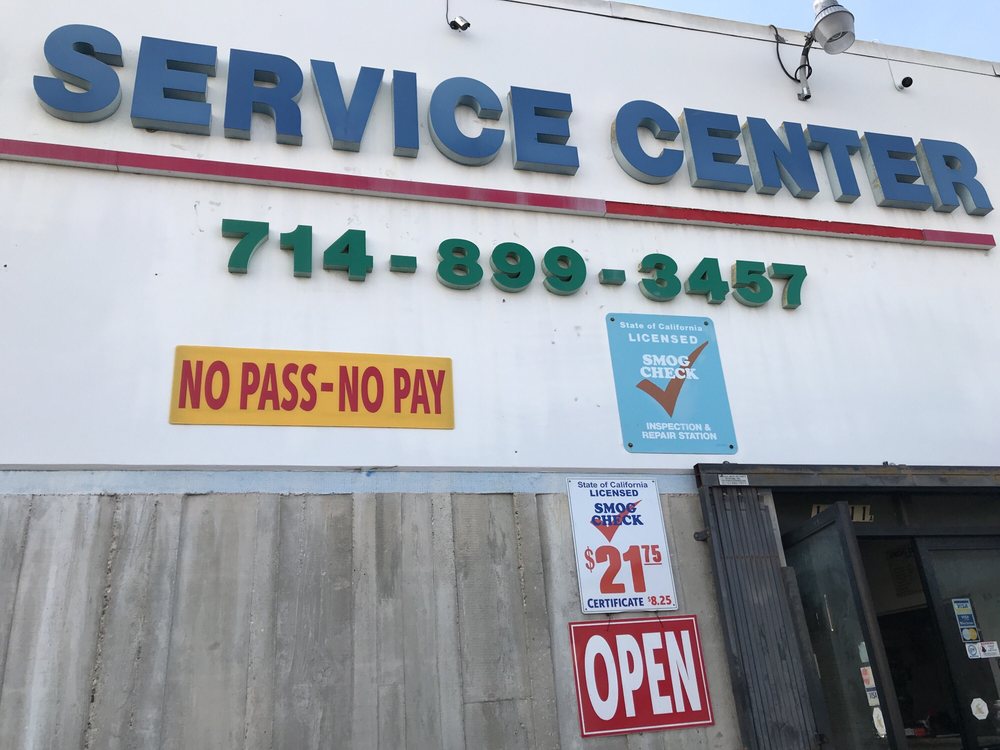 SERVICE CENTER
714-899-3457
NO PASS-NO PAY
State of California
LICENSED
SMOG
CHECK
INSPECTION &
REPAIR STATION
State of California
LICENSED
SMOG
CHECK
$21 75
CERTIFICATE $8.25
OPEN
VISA